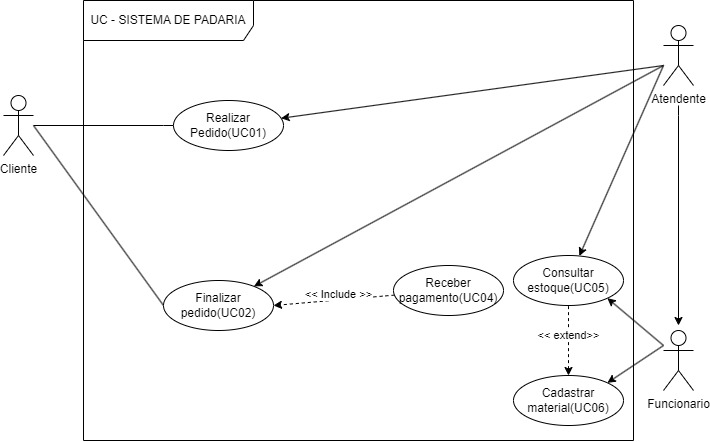 UC - SISTEMA DE PADARIA
Atendente
Realizar
Pedido(UC01)
Cliente
Consultar
estoque(UC05)
Receber
pagamento(UC04)
<< Include >>
Finalizar
pedido(UC02)
<< extend>>
Cadastrar
material(UC06)
Funcionario